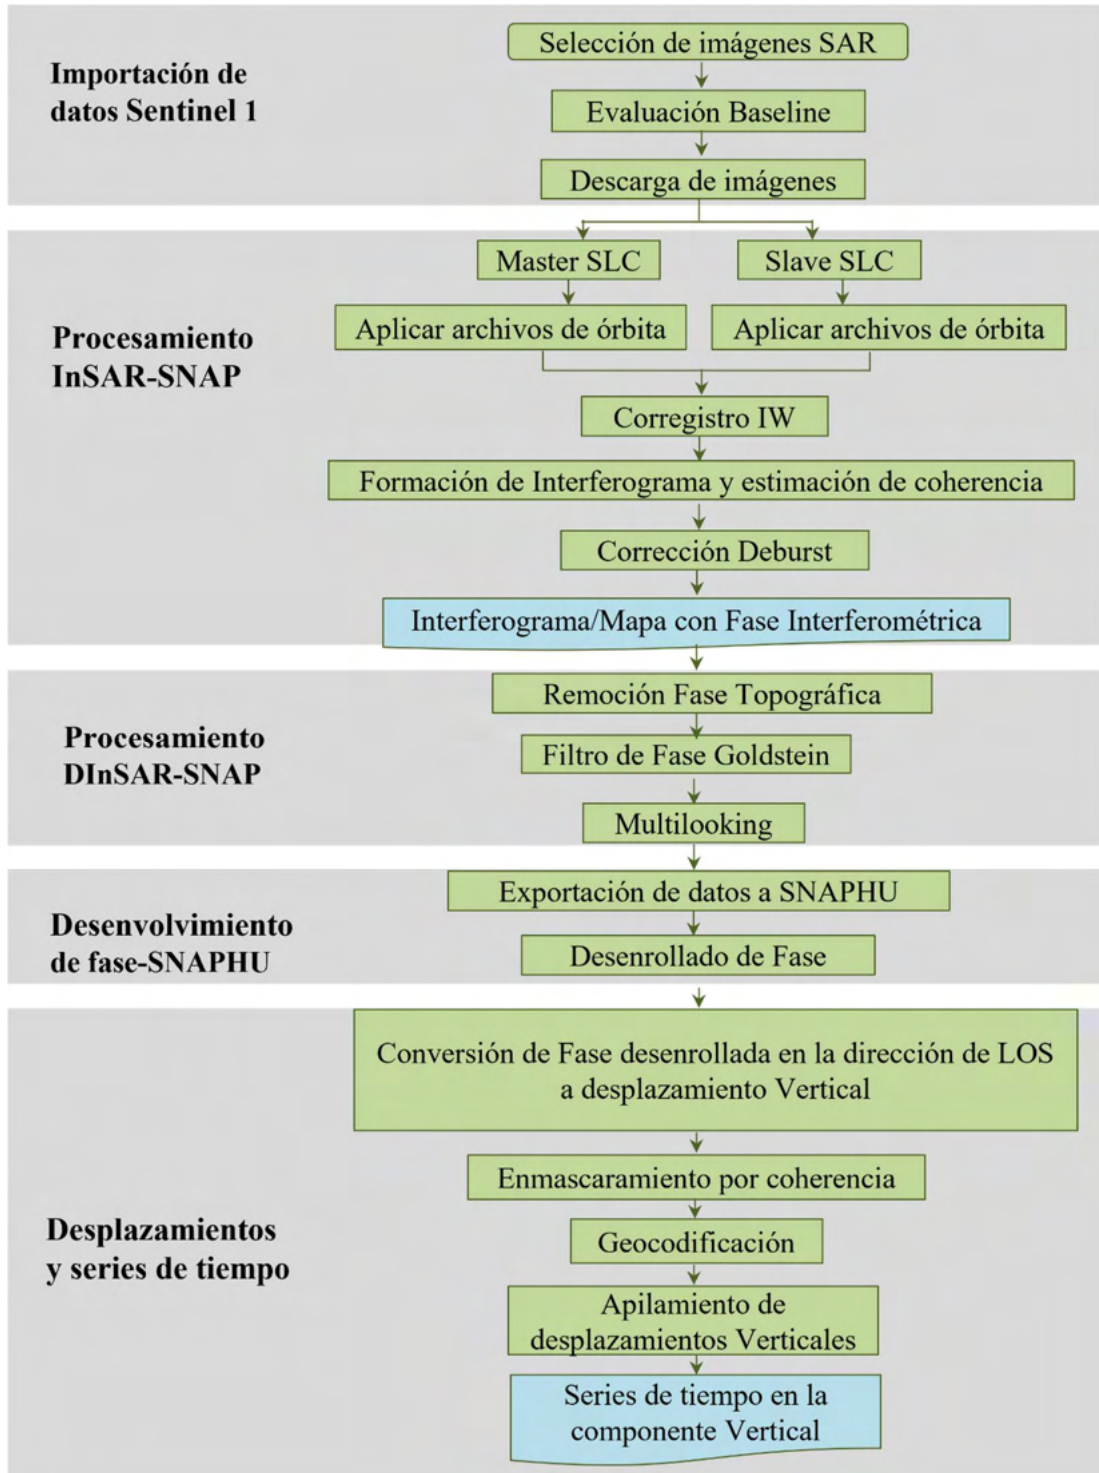 Importación de
datos Sentinel 1
Selección de imágenes SAR
Evaluación Baseline
Descarga de imágenes
Procesamiento
InSAR-SNAP
Master SLC
Slave SLC
Aplicar archivos de órbita
Aplicar archivos de órbita
Corregistro IW
Formación de Interferograma y estimación de coherencia
Corrección Deburst
Interferograma/Mapa con Fase Interferométrica
Procesamiento
DInSAR-SNAP
Remoción Fase Topográfica
Filtro de Fase Goldstein
Multilooking
Desenvolvimiento
de fase-SNAPHU
Exportación de datos a SNAPHU
Desenrollado de Fase
Desplazamientos
y series de tiempo
Conversión de Fase desenrollada en la dirección de LOS
a desplazamiento Vertical
Enmascaramiento por coherencia
Geocodificación
Apilamiento de
desplazamientos Verticales
Series de tiempo en la
componente Vertical